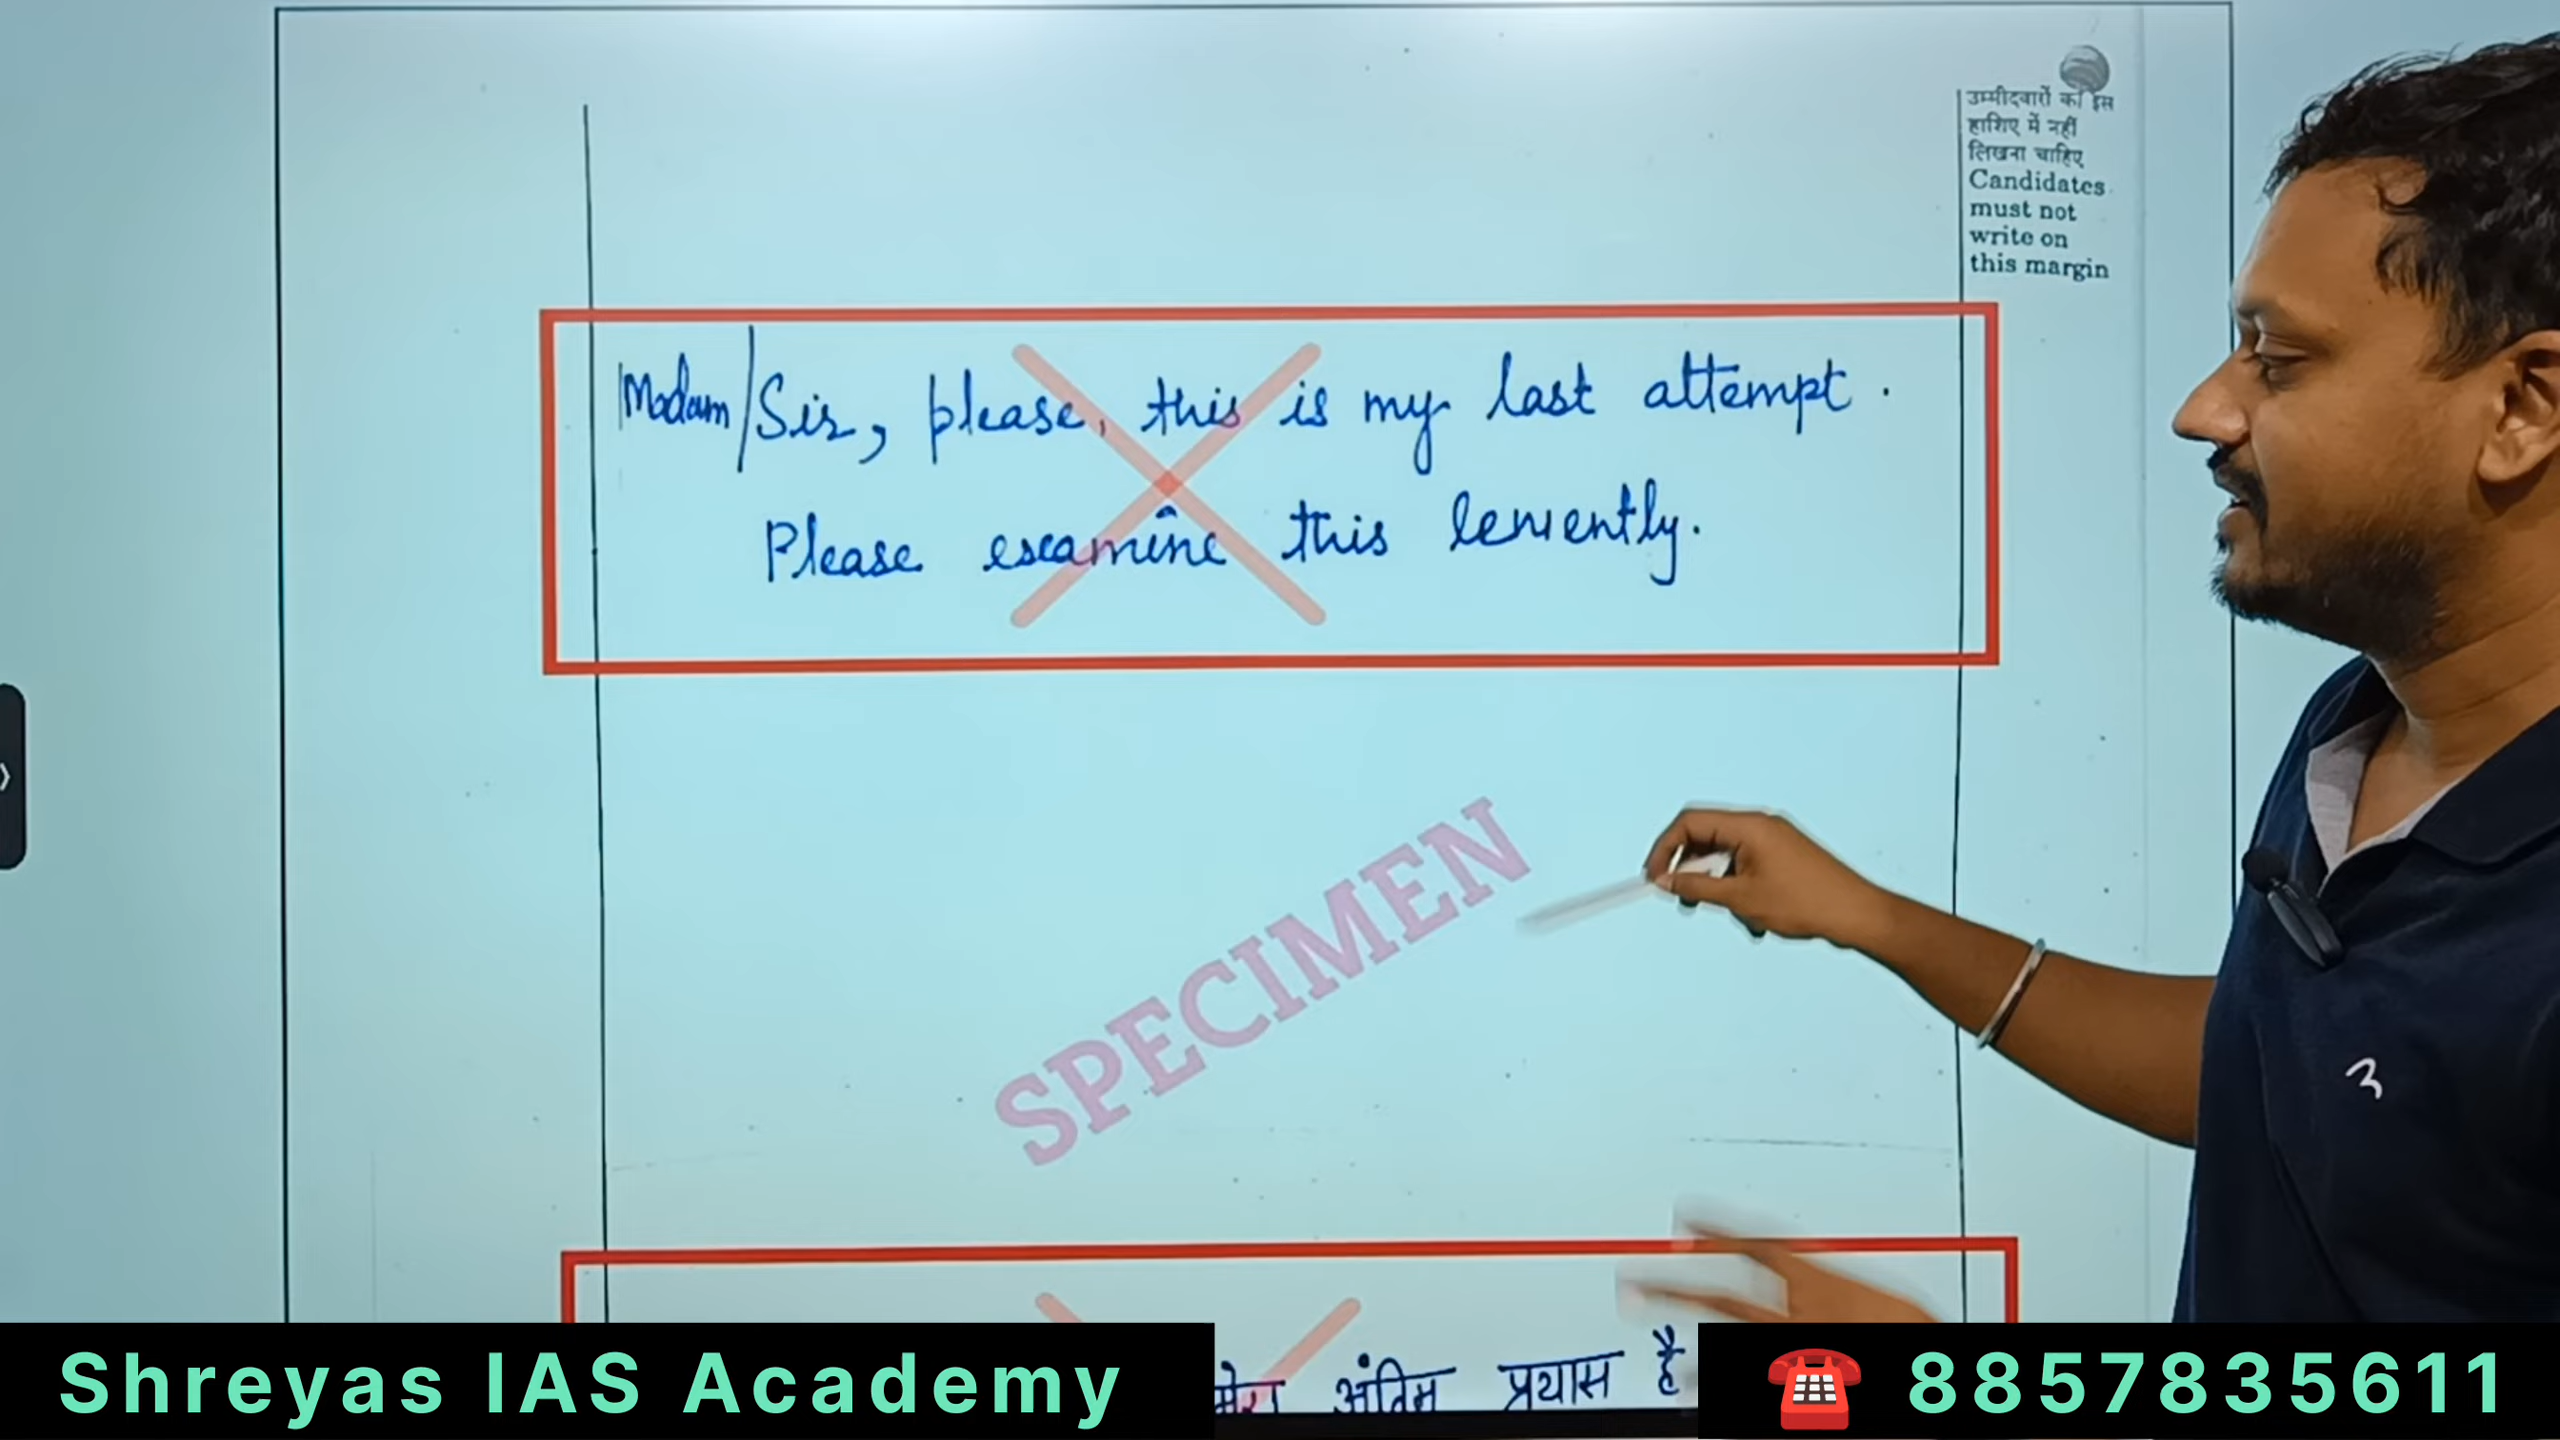 उम्मीदवारों को इस
हाशिए में नहीं
लिखना चाहिए
Candidates
must not
write on
this margin
Madam/Sir, please, this is my last attempt.
Please examine this leniently.
SPECIMEN
मेरा अंतिम प्रयास है
Shreyas IAS Academy
☎ 8857835611